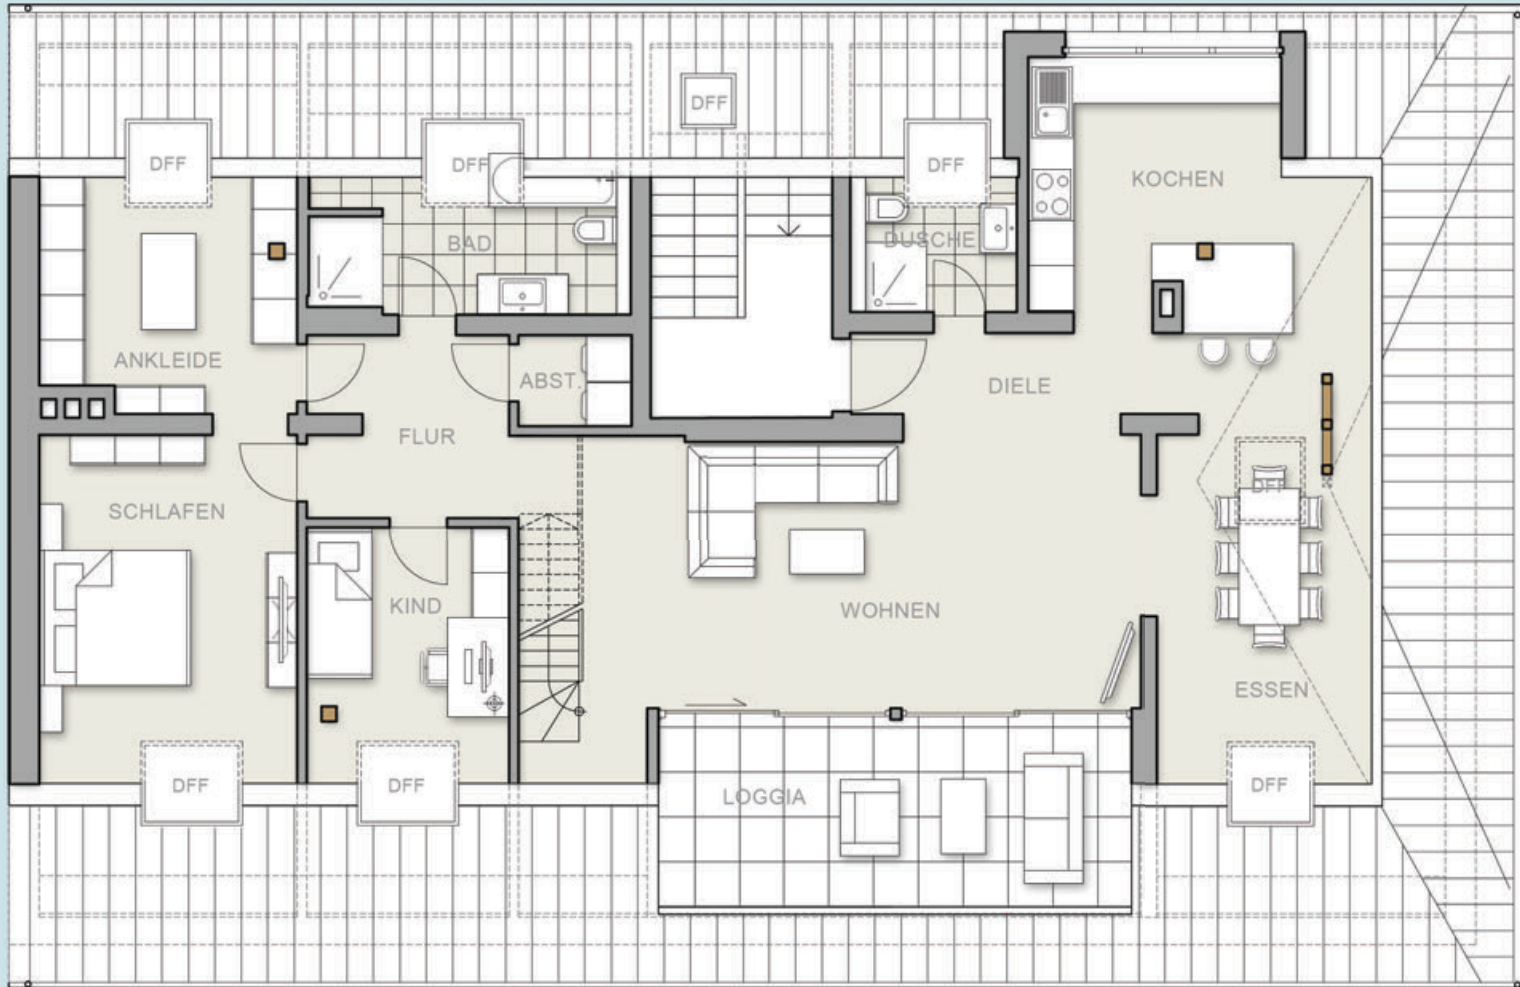 DFF
DFF
DFF
DFF
KOCHEN
BAD
DUSCHE
ANKLEIDE
ABST.
DIELE
FLUR
DFF
SCHLAFEN
KIND
WOHNEN
ESSEN
DFF
DFF
LOGGIA
DFF